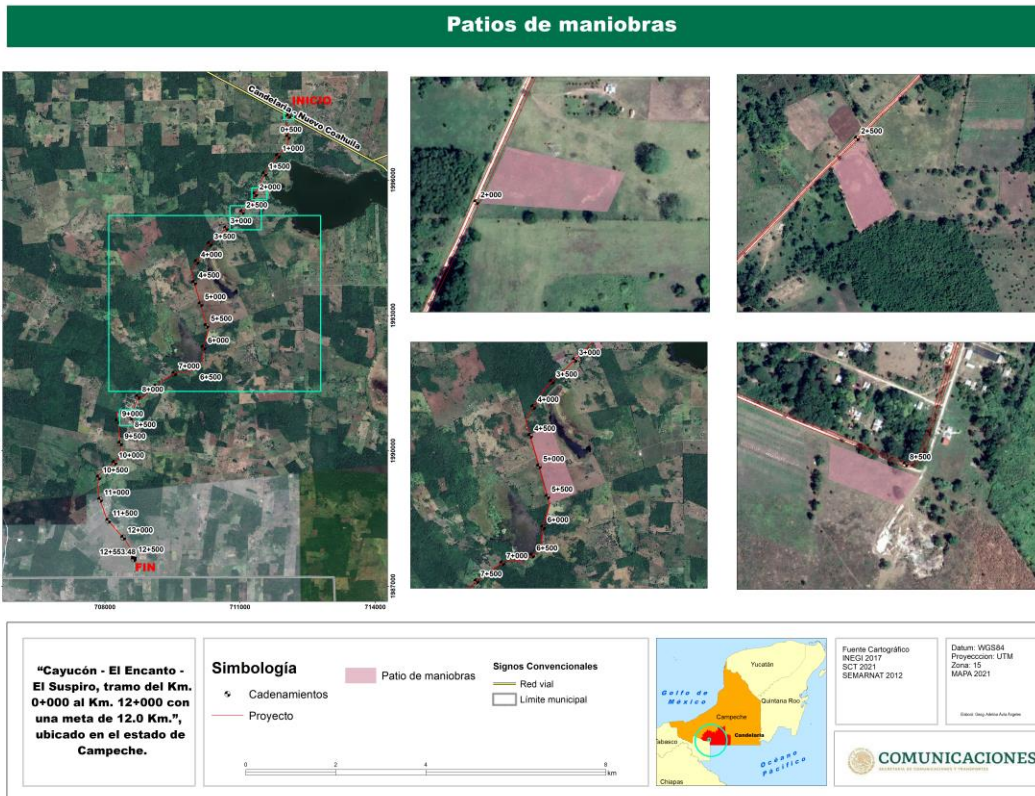 Patios de maniobras
Candelaria - Nuevo Coahuila
INICIO
0+500
1+000
1+500
2+000
2+500
3+000
3+500
4+000
4+500
5+000
5+500
6+000
6+500
7+000
8+000
9+000
8+500
9+500
10+000
10+500
11+000
11+500
12+000
12+500
12+553.48
FIN
1996000
1993000
1990000
1987000
708000
711000
714000
2+000
2+500
3+000
3+500
4+000
4+500
5+000
5+500
6+000
6+500
7+000
7+500
8+500
“Cayucón - El Encanto -
El Suspiro, tramo del Km.
0+000 al Km. 12+000 con
una meta de 12.0 Km.”,
ubicado en el estado de
Campeche.
Simbología
Cadenamientos
Proyecto
Patio de maniobras
Signos Convencionales
Red vial
Límite municipal
0 2 4 6 8
km
Golfo de
México
Yucatán
Quintana Roo
Campeche
Candelaria
Tabasco
Chiapas
Océano
Pacífico
Fuente Cartográfico
INEGI 2017
SCT 2021
SEMARNAT 2012
Datum: WGS84
Proyeccción: UTM
Zona: 15
MAPA 2021
COMUNICACIONES
SECRETARÍA DE COMUNICACIONES Y TRANSPORTES